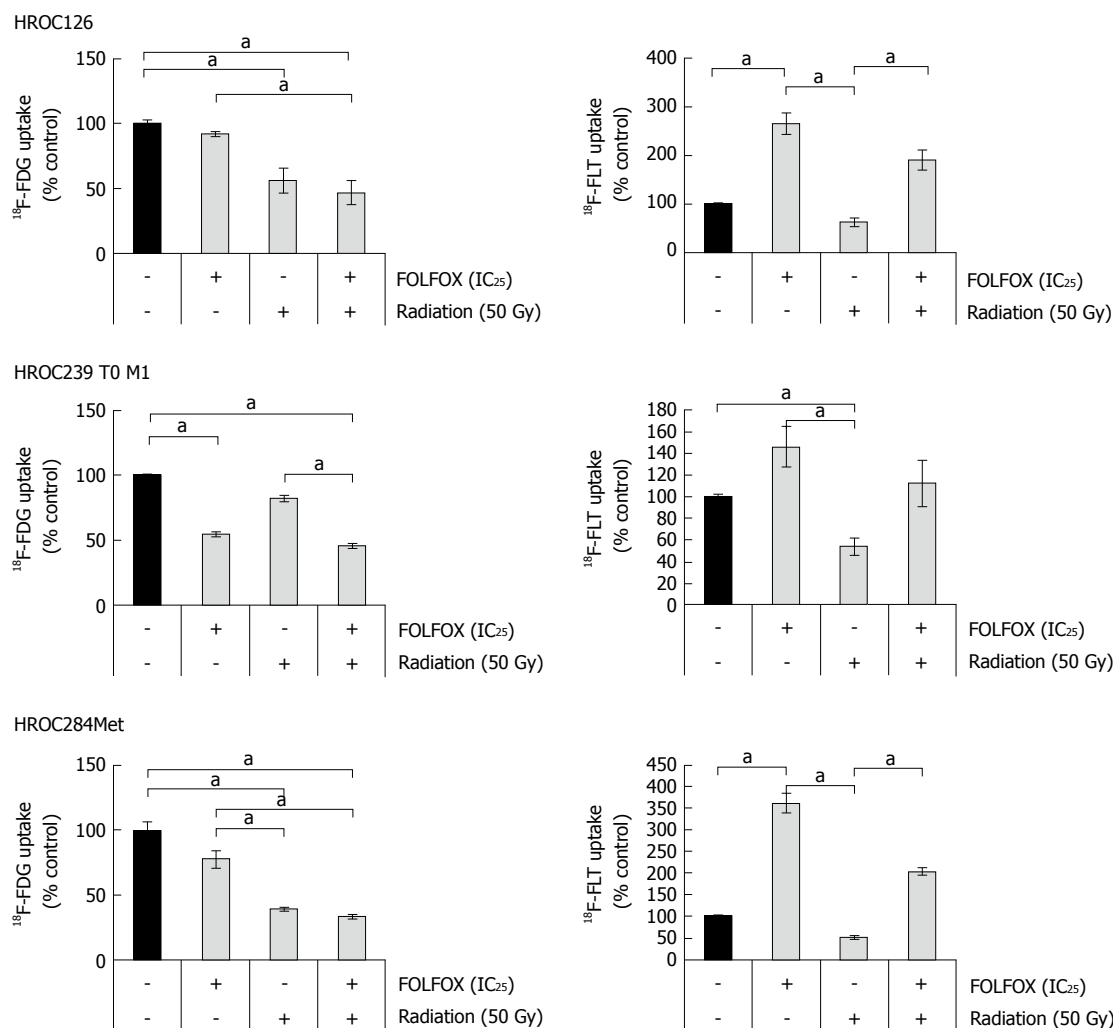 HROC126
150
100
50
0
¹⁸F-FDG uptake
(% control)
a
a
a
- + - + FOLFOX (IC₂₅)
- - + + Radiation (50 Gy)
400
300
200
100
0
¹⁸F-FLT uptake
(% control)
a
a
a
- + - + FOLFOX (IC₂₅)
- - + + Radiation (50 Gy)
HROC239 T0 M1
150
100
50
0
¹⁸F-FDG uptake
(% control)
a
a
a
- + - + FOLFOX (IC₂₅)
- - + + Radiation (50 Gy)
180
160
140
120
100
80
60
40
20
0
¹⁸F-FLT uptake
(% control)
a
a
- + - + FOLFOX (IC₂₅)
- - + + Radiation (50 Gy)
HROC284Met
150
100
50
0
¹⁸F-FDG uptake
(% control)
a
a
a
a
- + - + FOLFOX (IC₂₅)
- - + + Radiation (50 Gy)
450
400
350
300
250
200
150
100
50
0
¹⁸F-FLT uptake
(% control)
a
a
a
- + - + FOLFOX (IC₂₅)
- - + + Radiation (50 Gy)